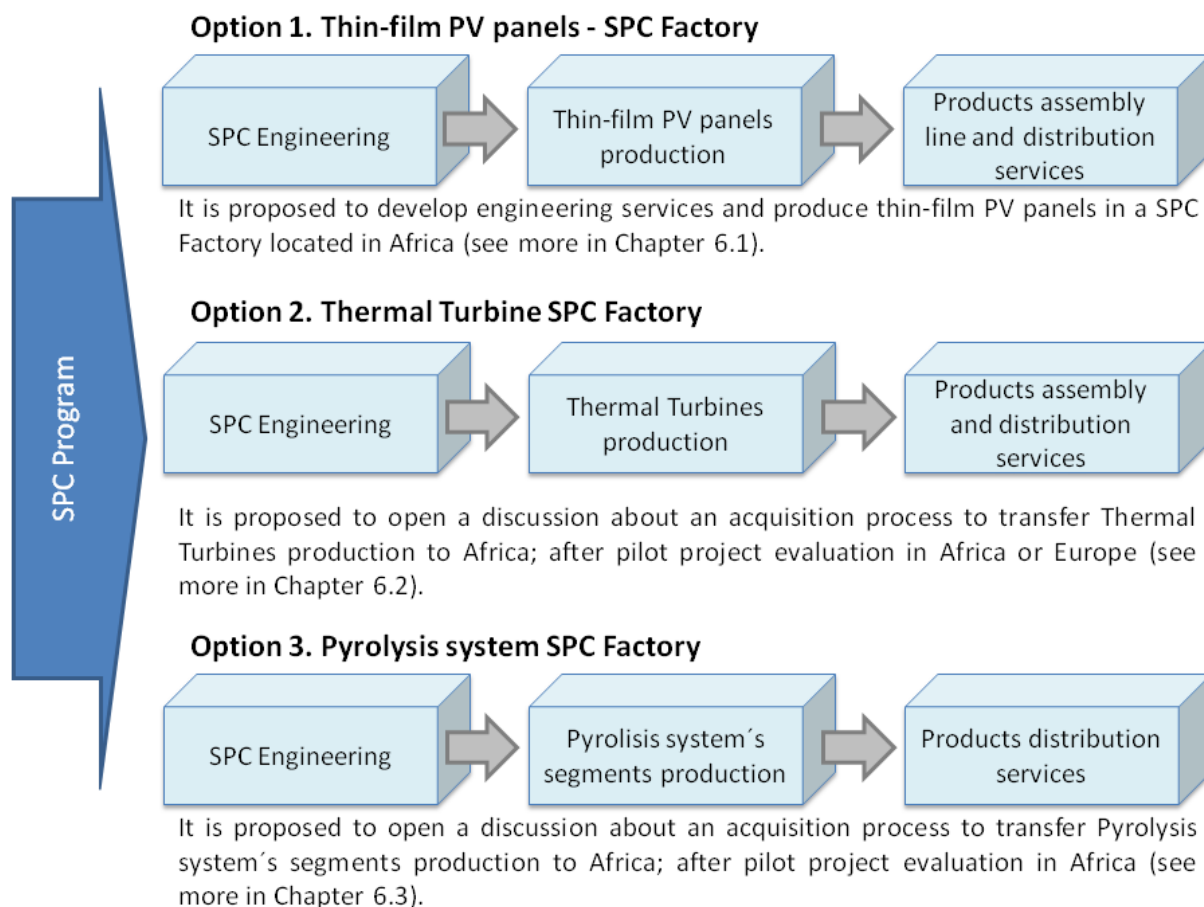 Option 1. Thin-film PV panels - SPC Factory
SPC Engineering
Thin-film PV panels
production
Products assembly
line and distribution
services
It is proposed to develop engineering services and produce thin-film PV panels in a SPC
Factory located in Africa (see more in Chapter 6.1).
SPC Program
Option 2. Thermal Turbine SPC Factory
SPC Engineering
Thermal Turbines
production
Products assembly
and distribution
services
It is proposed to open a discussion about an acquisition process to transfer Thermal
Turbines production to Africa; after pilot project evaluation in Africa or Europe (see
more in Chapter 6.2).
Option 3. Pyrolysis system SPC Factory
SPC Engineering
Pyrolisis system´s
segments production
Products distribution
services
It is proposed to open a discussion about an acquisition process to transfer Pyrolysis
system´s segments production to Africa; after pilot project evaluation in Africa (see
more in Chapter 6.3).